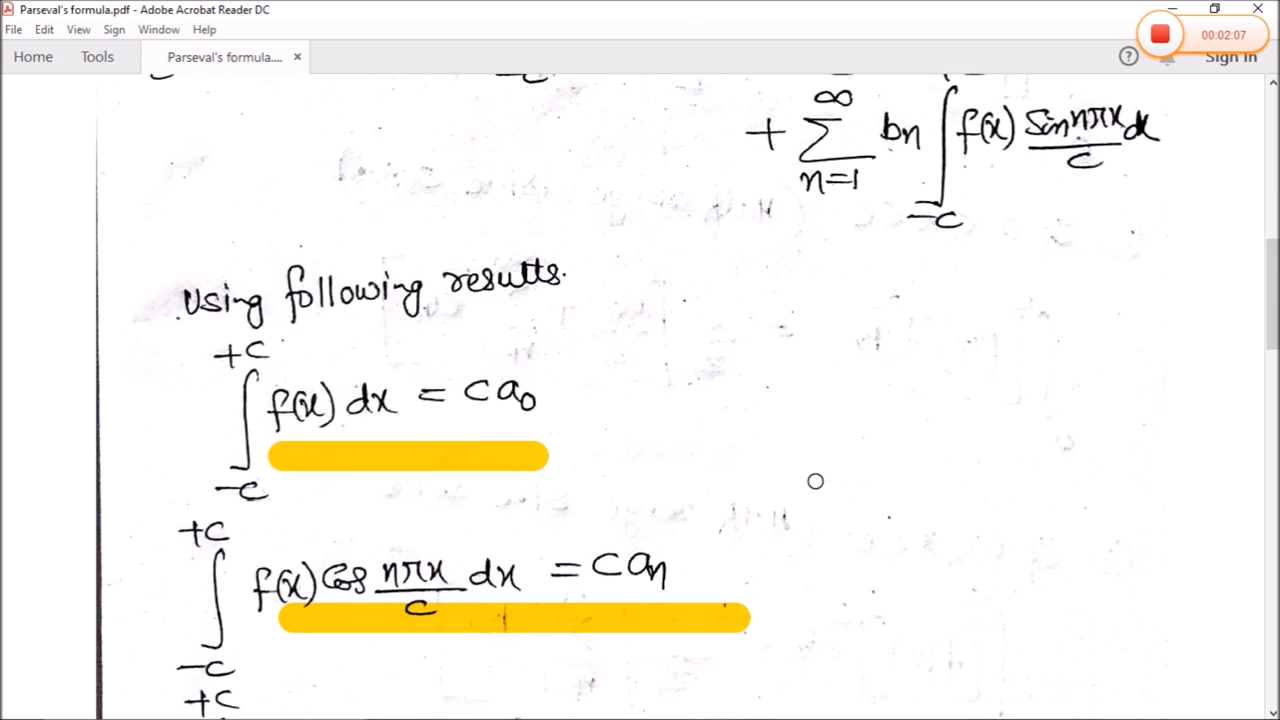 Parseval's formula.pdf - Adobe Acrobat Reader DC
File Edit View Sign Window Help
00:02:07
Home Tools Parseval's formula.... × Sign In
-c -c
+ ∑_{n=1}^{∞} bn ∫_{-c} f(x) sin nπx/c dx
Using following results.
∫_{-c}^{+c} f(x) dx = c a₀
∫_{-c}^{+c} f(x) cos nπx/c dx = c aₙ
+c